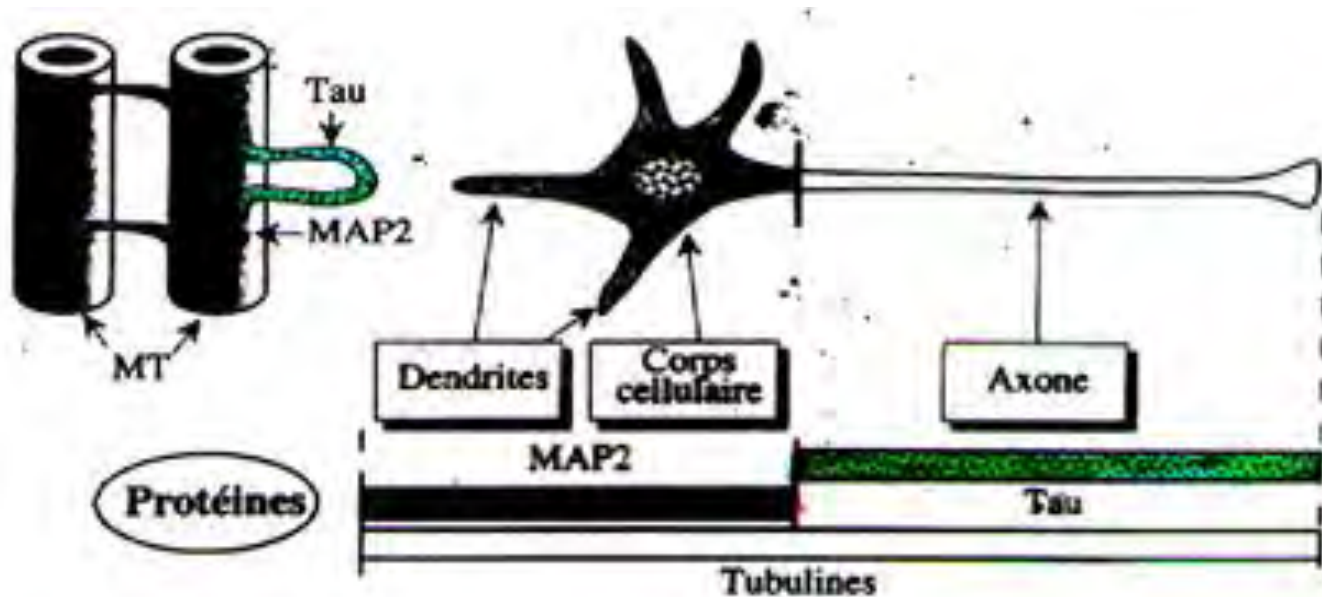 Tau
MAP2
MT
Dendrites
Corps
cellulaire
Axone
Protéines
MAP2
Tau
Tubulines